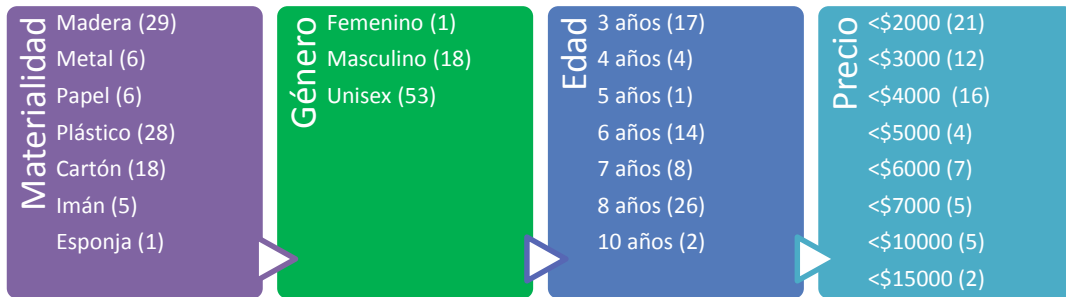 Materialidad
Madera (29)
Metal (6)
Papel (6)
Plástico (28)
Cartón (18)
Imán (5)
Esponja (1)
Género
Femenino (1)
Masculino (18)
Unisex (53)
Edad
3 años (17)
4 años (4)
5 años (1)
6 años (14)
7 años (8)
8 años (26)
10 años (2)
Precio
<$2000 (21)
<$3000 (12)
<$4000 (16)
<$5000 (4)
<$6000 (7)
<$7000 (5)
<$10000 (5)
<$15000 (2)